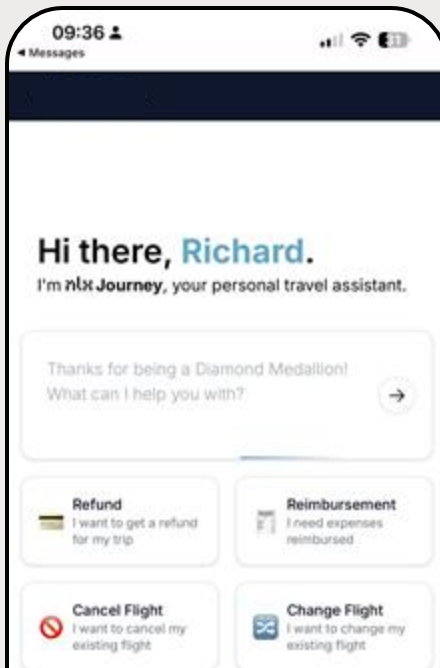 09:36
◀ Messages
31
Hi there, Richard.
I'm nlx Journey, your personal travel assistant.
Thanks for being a Diamond Medallion!
What can I help you with?
Refund
I want to get a refund
for my trip
Reimbursement
I need expenses
reimbursed
Cancel Flight
I want to cancel my
existing flight
Change Flight
I want to change my
existing flight